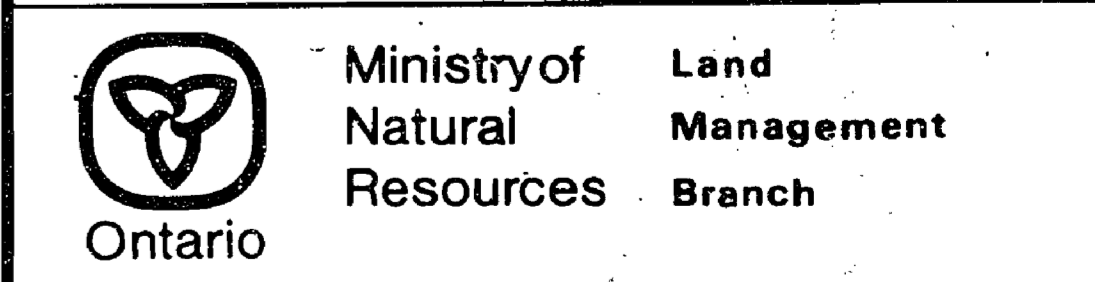 Ministry of
Natural
Resources
Land
Management
Branch
Ontario